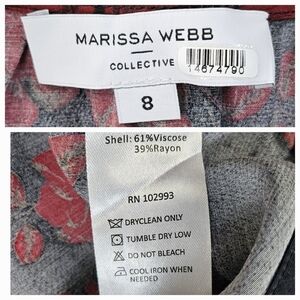 MARISSA WEBB
COLLECTIVE
14674790
8
Shell: 61%Viscose
39%Rayon
RN 102993
DRYCLEAN ONLY
TUMBLE DRY LOW
DO NOT BLEACH
COOL IRON WHEN
NEEDED